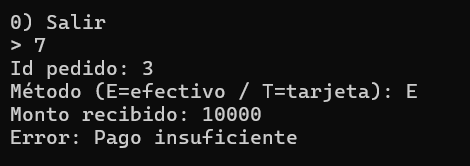 0) Salir
> 7
Id pedido: 3
Método (E=efectivo / T=tarjeta): E
Monto recibido: 10000
Error: Pago insuficiente